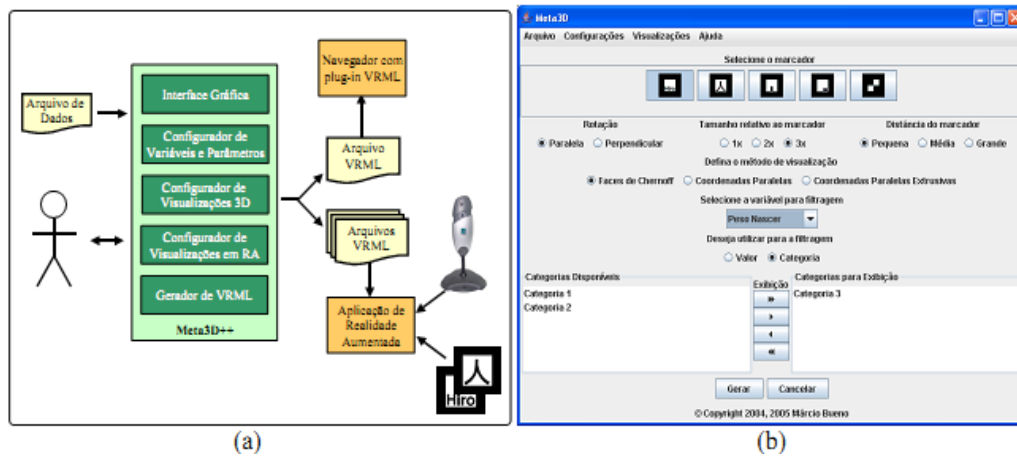 Arquivo de
Dados
Interface Gráfica
Configurador de
Variáveis e Parâmetros
Configurador de
Visualizações 3D
Configurador de
Visualizações em RA
Gerador de VRML
Meta3D++
Navegador com
plug-in VRML
Arquivo
VRML
Arquivos
VRML
Aplicação de
Realidade
Aumentada
人
Hiro
(a)
Meta3D
Arquivo Configurações Visualizações Ajuda
Selecione o marcador
人
Rotação
Paralela Perpendicular
Tamanho relativo ao marcador
1x 2x 3x
Distância do marcador
Pequena Média Grande
Defina o método de visualização
Faces de Chernoff Coordenadas Paralelas Coordenadas Paralelas Extrusivas
Selecione a variável para filtragem
Peso Nascer
Deseja utilizar para a filtragem
Valor Categoria
Categorias Disponíveis
Categoria 1
Categoria 2
Exibição
»
›
‹
«
Categorias para Exibição
Categoria 3
Gerar Cancelar
© Copyright 2004, 2005 Márcio Bueno
(b)